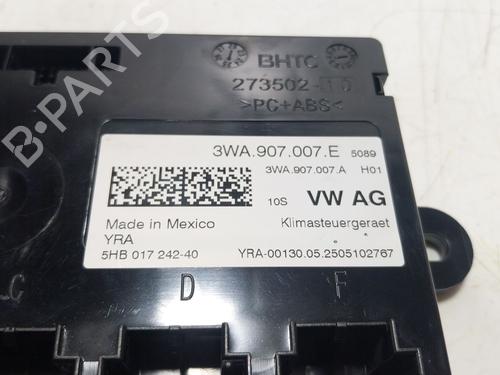 BHTC
273502-10
>PC+ABS<
3WA.907.007.E 5089
3WA.907.007.A H01
10S VW AG
Made in Mexico Klimasteuergeraet
YRA
5HB 017 242-40 YRA-00130.05.2505102767
C D F
B-PARTS